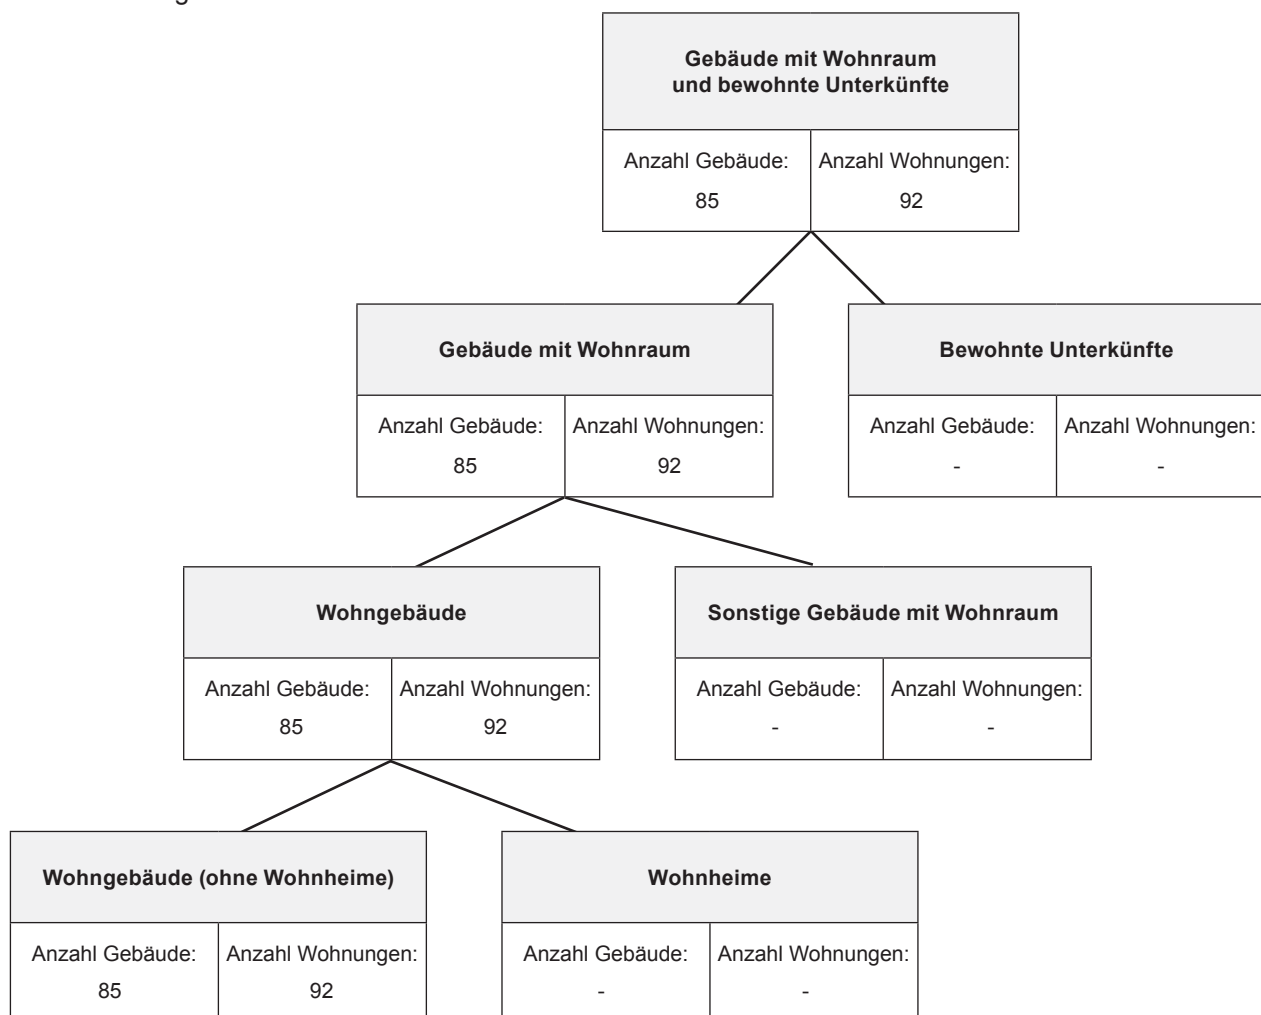 Gebäude mit Wohnraum
und bewohnte Unterkünfte
Anzahl Gebäude: Anzahl Wohnungen:
85 92
Gebäude mit Wohnraum Bewohnte Unterkünfte
Anzahl Gebäude: Anzahl Wohnungen: Anzahl Gebäude: Anzahl Wohnungen:
85 92 - -
Wohngebäude Sonstige Gebäude mit Wohnraum
Anzahl Gebäude: Anzahl Wohnungen: Anzahl Gebäude: Anzahl Wohnungen:
85 92 - -
Wohngebäude (ohne Wohnheime) Wohnheime
Anzahl Gebäude: Anzahl Wohnungen: Anzahl Gebäude: Anzahl Wohnungen:
85 92 - -